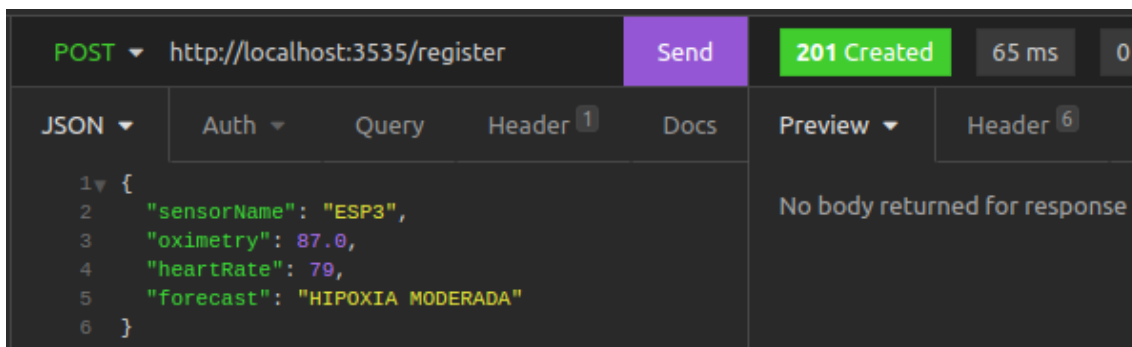 POST http://localhost:3535/register Send 201 Created 65 ms 0
JSON Auth Query Header 1 Docs Preview Header 6
1 {
2 "sensorName": "ESP3",
3 "oximetry": 87.0,
4 "heartRate": 79,
5 "forecast": "HIPOXIA MODERADA"
6 }
No body returned for response